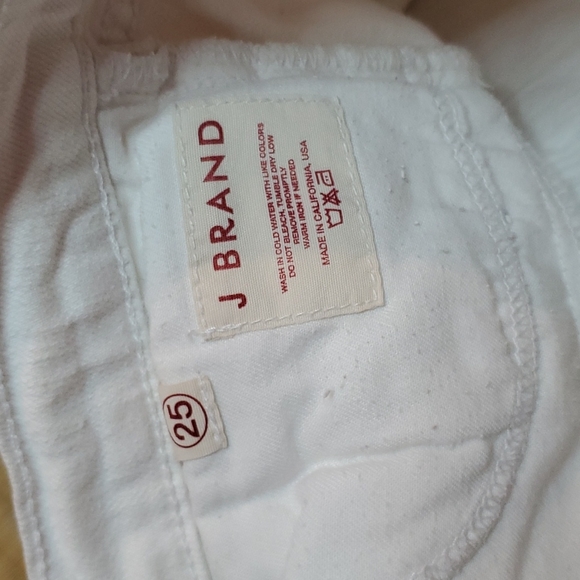 J BRAND
WASH IN COLD WATER WITH LIKE COLORS
DO NOT BLEACH, TUMBLE DRY LOW
REMOVE PROMPTLY
WARM IRON IF NEEDED
MADE IN CALIFORNIA, USA
25